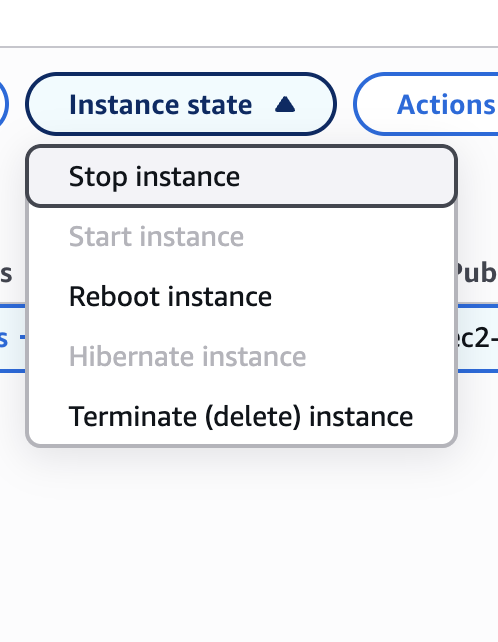 Instance state
Actions
Stop instance
Start instance
Reboot instance
Hibernate instance
Terminate (delete) instance
s
Pub
s
ec2-